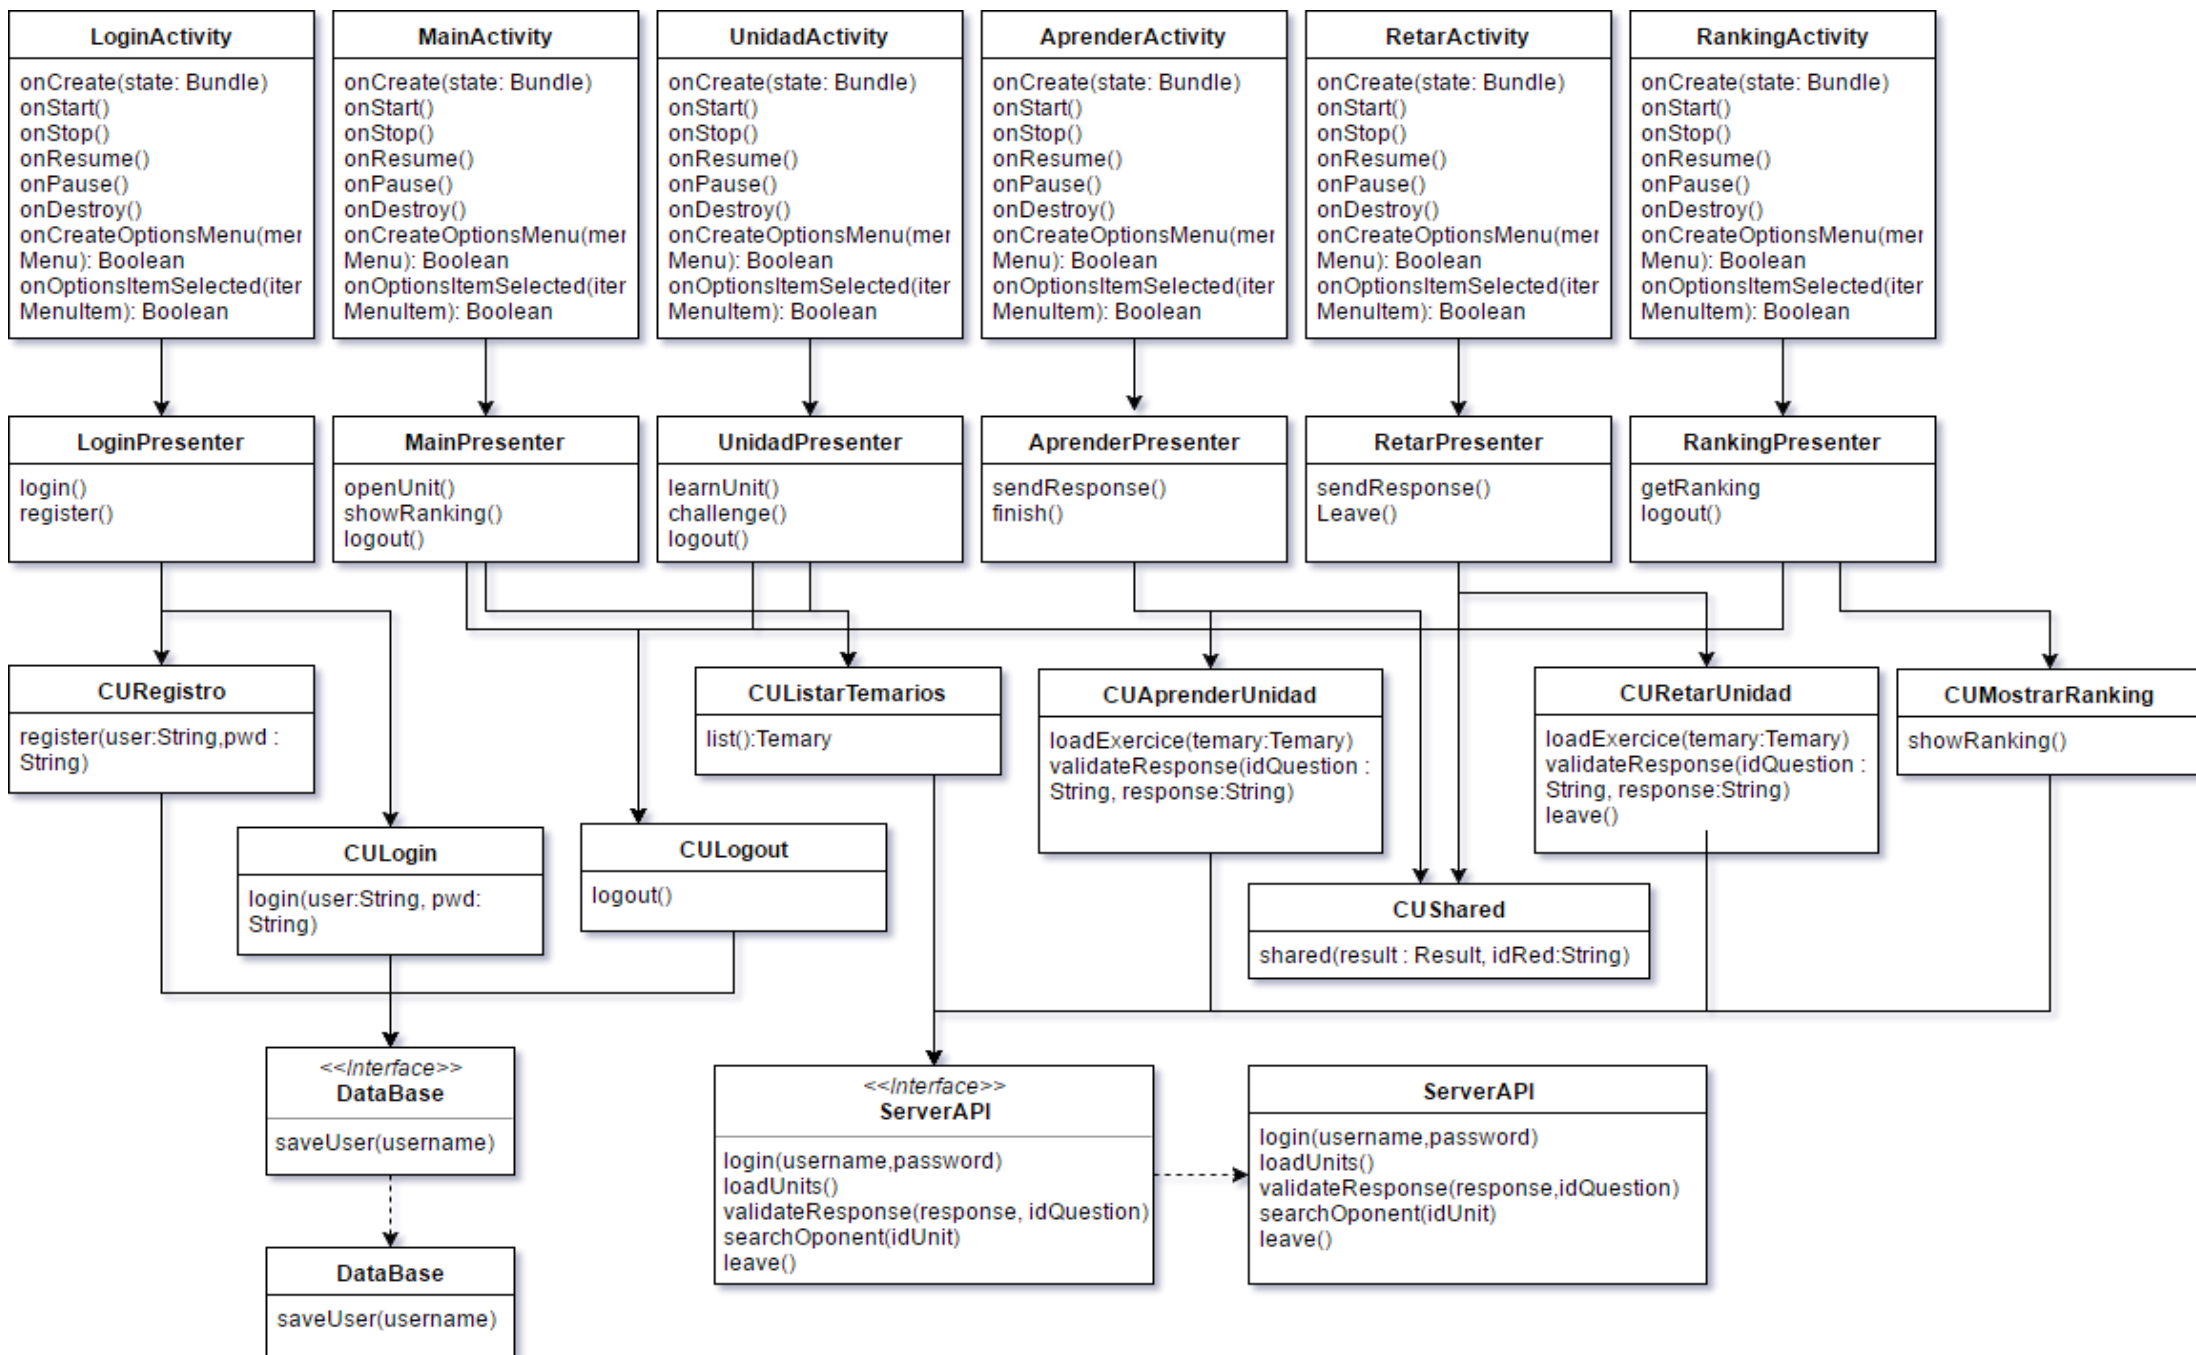 LoginActivity
onCreate(state: Bundle)
onStart()
onStop()
onResume()
onPause()
onDestroy()
onCreateOptionsMenu(mer
Menu): Boolean
onOptionsItemSelected(iter
MenuItem): Boolean
MainActivity
onCreate(state: Bundle)
onStart()
onStop()
onResume()
onPause()
onDestroy()
onCreateOptionsMenu(mer
Menu): Boolean
onOptionsItemSelected(iter
MenuItem): Boolean
UnidadActivity
onCreate(state: Bundle)
onStart()
onStop()
onResume()
onPause()
onDestroy()
onCreateOptionsMenu(mer
Menu): Boolean
onOptionsItemSelected(iter
MenuItem): Boolean
AprenderActivity
onCreate(state: Bundle)
onStart()
onStop()
onResume()
onPause()
onDestroy()
onCreateOptionsMenu(mer
Menu): Boolean
onOptionsItemSelected(iter
MenuItem): Boolean
RetarActivity
onCreate(state: Bundle)
onStart()
onStop()
onResume()
onPause()
onDestroy()
onCreateOptionsMenu(mer
Menu): Boolean
onOptionsItemSelected(iter
MenuItem): Boolean
RankingActivity
onCreate(state: Bundle)
onStart()
onStop()
onResume()
onPause()
onDestroy()
onCreateOptionsMenu(mer
Menu): Boolean
onOptionsItemSelected(iter
MenuItem): Boolean
LoginPresenter
login()
register()
MainPresenter
openUnit()
showRanking()
logout()
UnidadPresenter
learnUnit()
challenge()
logout()
AprenderPresenter
sendResponse()
finish()
RetarPresenter
sendResponse()
Leave()
RankingPresenter
getRanking
logout()
CURegistro
register(user:String,pwd :
String)
CUListarTemarios
list():Temary
CUAprenderUnidad
loadExercice(temary:Temary)
validateResponse(idQuestion :
String, response:String)
CURetarUnidad
loadExercice(temary:Temary)
validateResponse(idQuestion :
String, response:String)
leave()
CUMostrarRanking
showRanking()
CULogin
login(user:String, pwd:
String)
CULogout
logout()
CUShared
shared(result : Result, idRed:String)
<<Interface>>
DataBase
saveUser(username)
<<Interface>>
ServerAPI
login(username,password)
loadUnits()
validateResponse(response, idQuestion)
searchOponent(idUnit)
leave()
ServerAPI
login(username,password)
loadUnits()
validateResponse(response,idQuestion)
searchOponent(idUnit)
leave()
DataBase
saveUser(username)